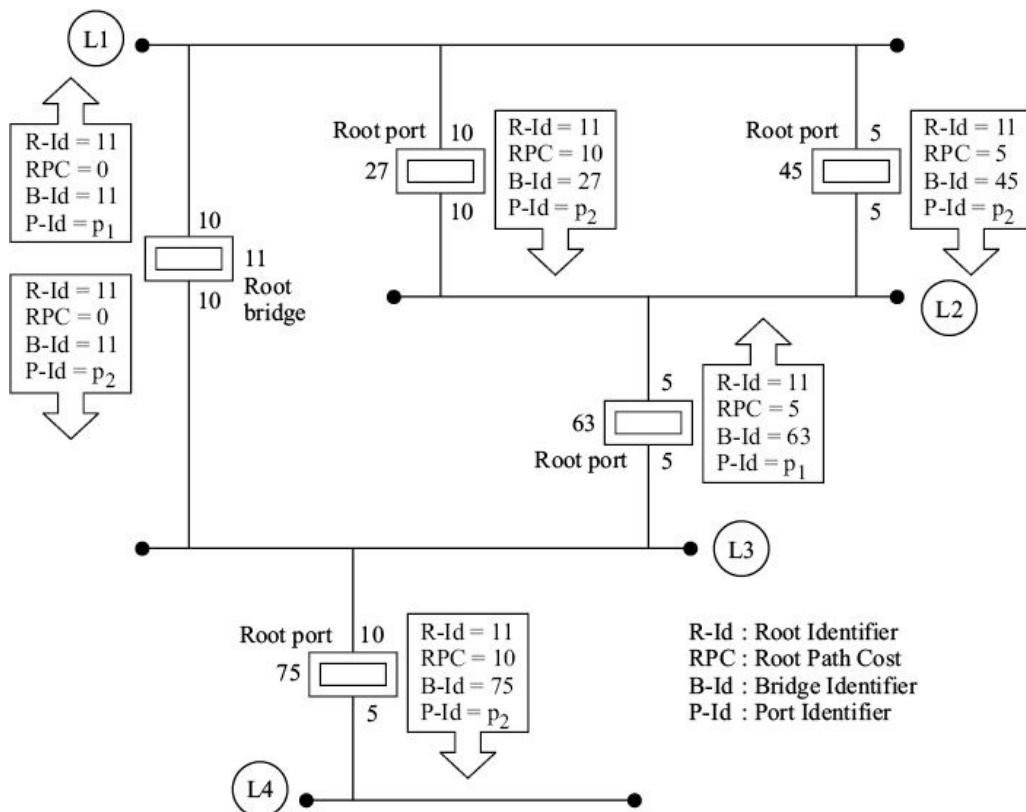 L1
R-Id = 11
RPC = 0
B-Id = 11
P-Id = p1
10
11
Root
bridge
10
R-Id = 11
RPC = 0
B-Id = 11
P-Id = p2
Root port
10
27
10
R-Id = 11
RPC = 10
B-Id = 27
P-Id = p2
Root port
5
45
5
R-Id = 11
RPC = 5
B-Id = 45
P-Id = p2
L2
5
63
Root port
5
R-Id = 11
RPC = 5
B-Id = 63
P-Id = p1
L3
Root port
10
75
5
R-Id = 11
RPC = 10
B-Id = 75
P-Id = p2
L4
R-Id : Root Identifier
RPC : Root Path Cost
B-Id : Bridge Identifier
P-Id : Port Identifier